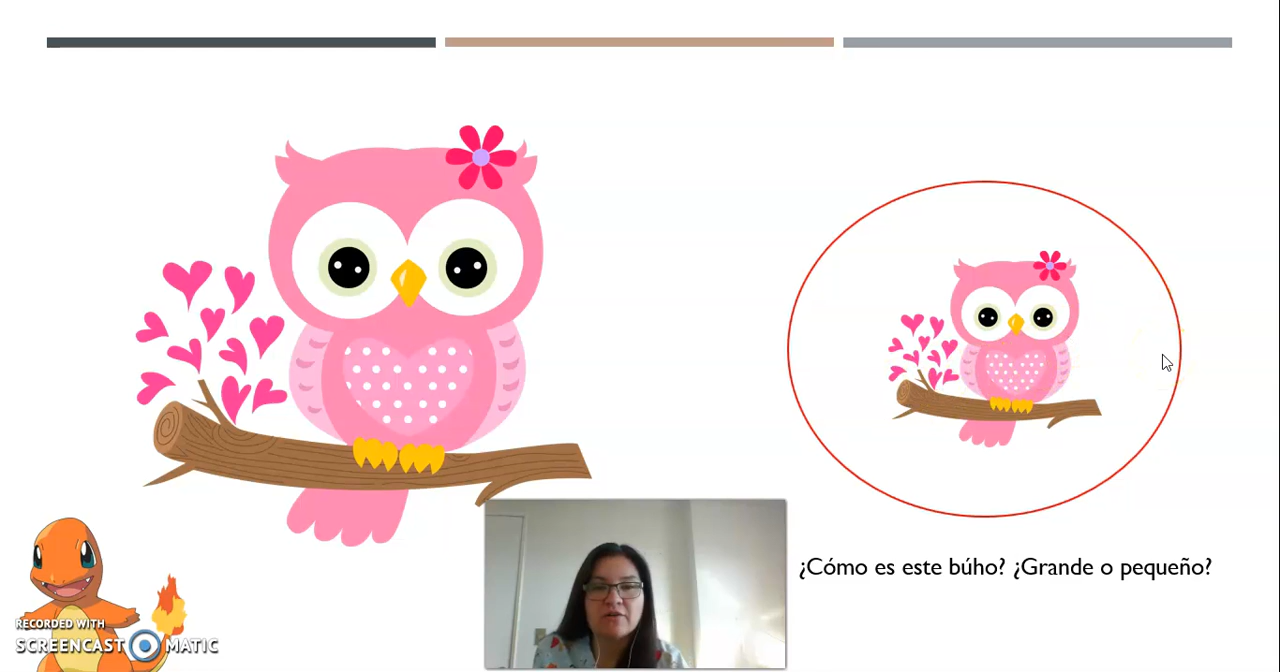 ¿Cómo es este búho? ¿Grande o pequeño?
RECORDED WITH
SCREENCAST MATIC